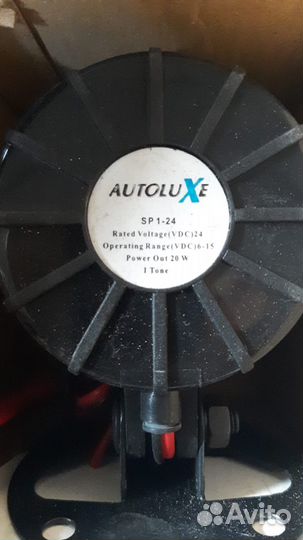 AUTOLUXE
SP1-24
Rated Voltage(VDC)24
Operating Range(VDC)6-15
Power Out 20 W
1 Tone
Avito